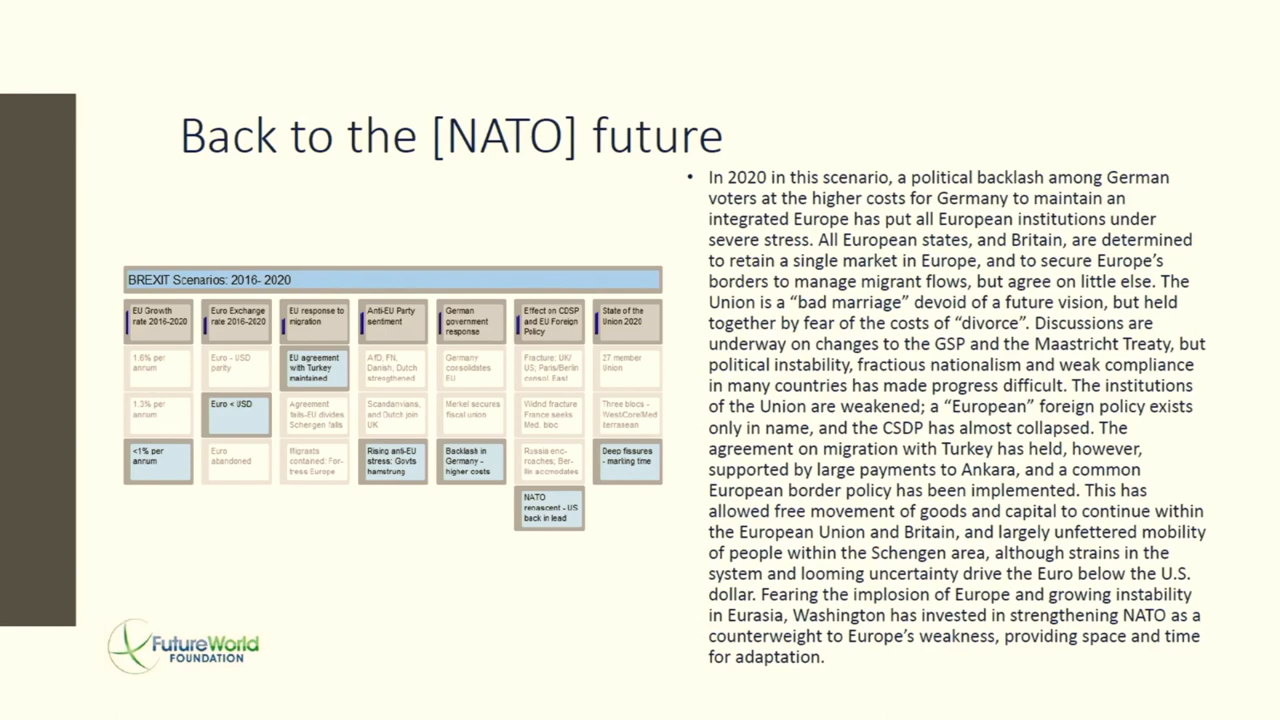 Back to the [NATO] future
BREXIT Scenarios: 2016- 2020
EU Growth
rate 2016-2020
Euro Exchange
rate 2016-2020
EU response to
migration
Anti-EU Party
sentiment
German
government
response
Effect on CDSP
and EU Foreign
Policy
State of the
Union 2020
1.6% per
annum
Euro - USD
parity
EU agreement
with Turkey
maintained
AfD, FN,
Danish, Dutch
strengthened
Germany
consolidates
EU
Fracture: UK/
US; Paris/Berlin
consol. East
27 member
Union
1.3% per
annum
Euro < USD
Agreement
fails-EU divides
Schergen falls
Scandanvians,
and Dutch join
UK
Merkel secures
fiscal union
Widnd fracture
France seeks
Med. bloc
Three blocs -
West/Core/Med
terrasean
<1% per
annum
Euro
abandoned
Migrants
contained: For-
tress Europe
Rising anti-EU
stress: Govts
hamstrung
Backlash in
Germany -
higher costs
Russia enc-
roaches, Ber-
lin accmodates
Deep fissures
- marking time
NATO
renascent - US
back in lead
• In 2020 in this scenario, a political backlash among German
voters at the higher costs for Germany to maintain an
integrated Europe has put all European institutions under
severe stress. All European states, and Britain, are determined
to retain a single market in Europe, and to secure Europe’s
borders to manage migrant flows, but agree on little else. The
Union is a “bad marriage” devoid of a future vision, but held
together by fear of the costs of “divorce”. Discussions are
underway on changes to the GSP and the Maastricht Treaty, but
political instability, fractious nationalism and weak compliance
in many countries has made progress difficult. The institutions
of the Union are weakened; a “European” foreign policy exists
only in name, and the CSDP has almost collapsed. The
agreement on migration with Turkey has held, however,
supported by large payments to Ankara, and a common
European border policy has been implemented. This has
allowed free movement of goods and capital to continue within
the European Union and Britain, and largely unfettered mobility
of people within the Schengen area, although strains in the
system and looming uncertainty drive the Euro below the U.S.
dollar. Fearing the implosion of Europe and growing instability
in Eurasia, Washington has invested in strengthening NATO as a
counterweight to Europe’s weakness, providing space and time
for adaptation.
FutureWorld
FOUNDATION